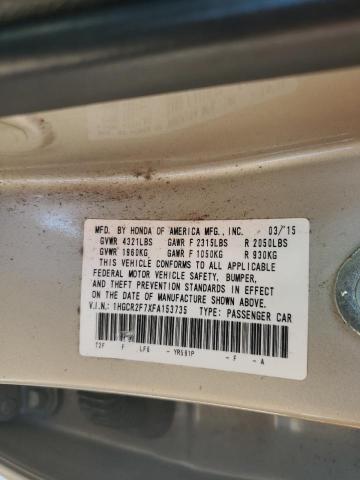 MFD. BY HONDA OF AMERICA MFG., INC. 03/15
GVWR 4321LBS GAWR F 2315LBS R 2050LBS
GVWR 1960KG GAWR F 1050KG R 930KG
THIS VEHICLE CONFORMS TO ALL APPLICABLE
FEDERAL MOTOR VEHICLE SAFETY, BUMPER,
AND THEFT PREVENTION STANDARDS IN EFFECT
ON THE DATE OF MANUFACTURE SHOWN ABOVE.
V.I.N.: 1HGCR2F7XFA153735 TYPE: PASSENGER CAR
T2F F LF6 -YR591P -F -A